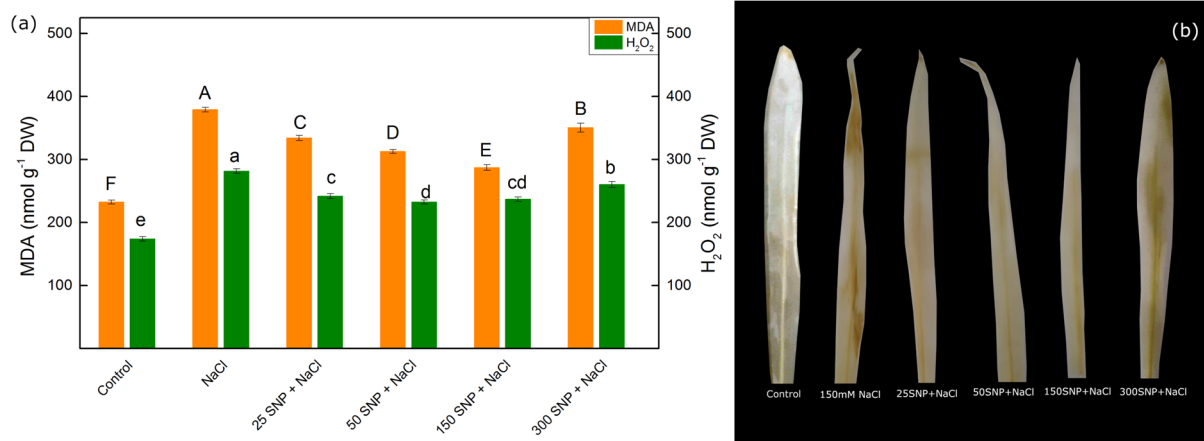 (a)
500
400
300
200
100
MDA (nmol g⁻¹ DW)
MDA
H₂O₂
F
e
A
a
C
c
D
d
E
cd
B
b
500
400
300
200
100
H₂O₂ (nmol g⁻¹ DW)
Control
NaCl
25 SNP + NaCl
50 SNP + NaCl
150 SNP + NaCl
300 SNP + NaCl
(b)
Control
150mM NaCl
25SNP+NaCl
50SNP+NaCl
150SNP+NaCl
300SNP+NaCl